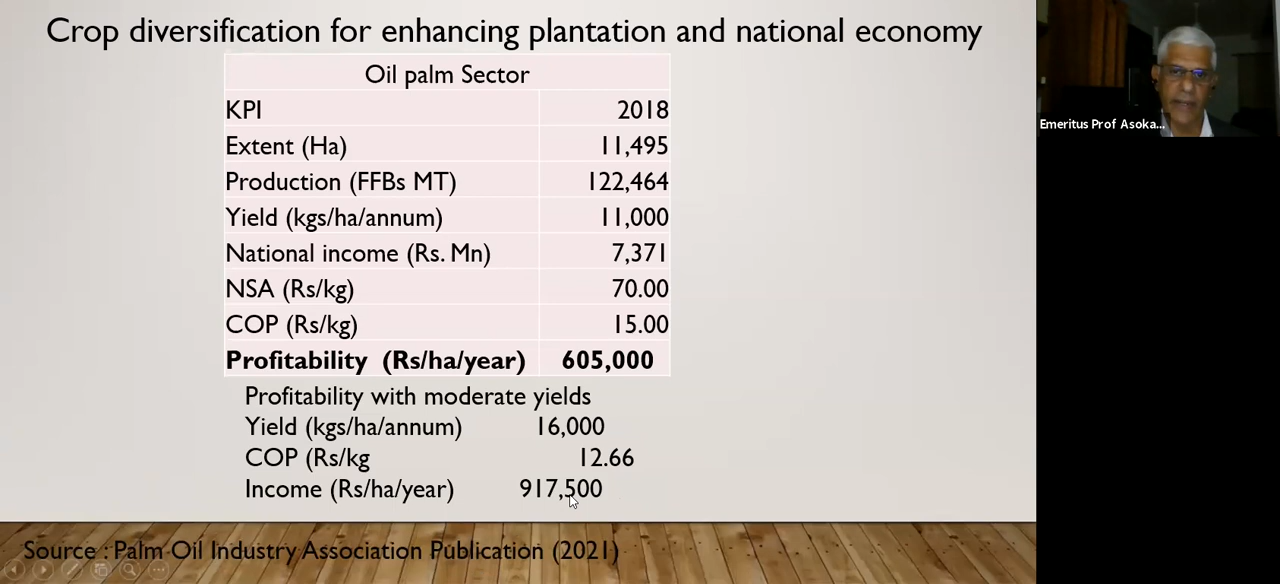 Crop diversification for enhancing plantation and national economy
Oil palm Sector
KPI 2018
Extent (Ha) 11,495
Production (FFBs MT) 122,464
Yield (kgs/ha/annum) 11,000
National income (Rs. Mn) 7,371
NSA (Rs/kg) 70.00
COP (Rs/kg) 15.00
Profitability (Rs/ha/year) 605,000
Profitability with moderate yields
Yield (kgs/ha/annum) 16,000
COP (Rs/kg 12.66
Income (Rs/ha/year) 917,500
Source : Palm Oil Industry Association Publication (2021)
Emeritus Prof Asoka...